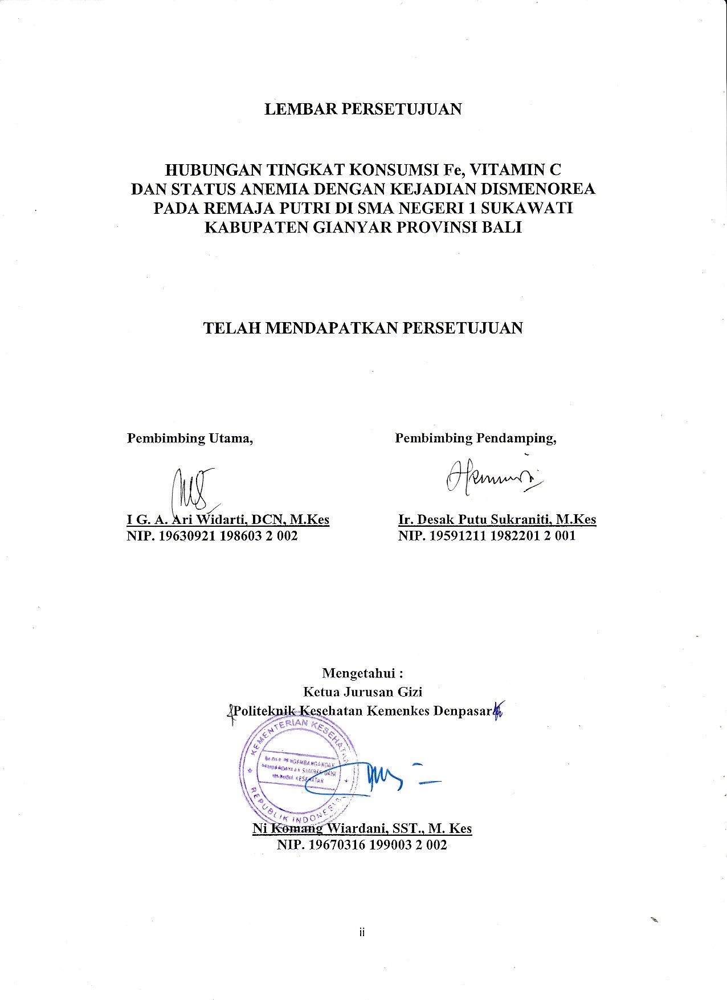 LEMBAR PERSETUJUAN
HUBUNGAN TINGKAT KONSUMSI Fe, VITAMIN C
DAN STATUS ANEMIA DENGAN KEJADIAN DISMENOREA
PADA REMAJA PUTRI DI SMA NEGERI 1 SUKAWATI
KABUPATEN GIANYAR PROVINSI BALI
TELAH MENDAPATKAN PERSETUJUAN
Pembimbing Utama,
Pembimbing Pendamping,
I G. A. Ari Widarti, DCN, M.Kes
NIP. 19630921 198603 2 002
Ir. Desak Putu Sukraniti, M.Kes
NIP. 19591211 1982201 2 001
Mengetahui :
Ketua Jurusan Gizi
Politeknik Kesehatan Kemenkes Denpasar
KEMENTERIAN KESEHATAN
PENGEMBANGAN DAN
SUMBER DAYA
KESEHATAN
REPUBLIK INDONESIA
Ni Komang Wiardani, SST., M. Kes
NIP. 19670316 199003 2 002
ii